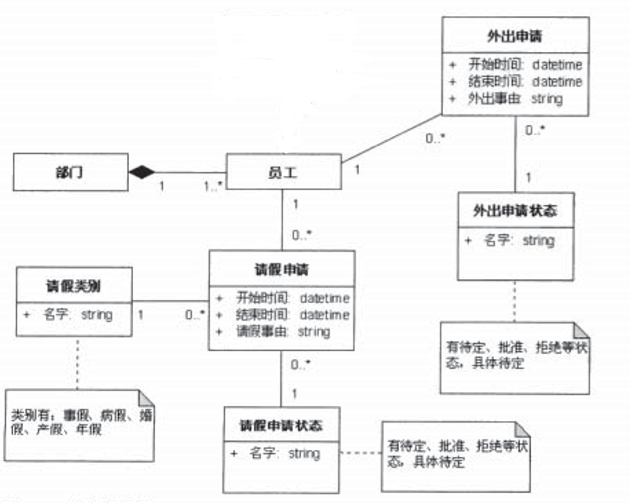 外出申请
+ 开始时间: datetime
+ 结束时间: datetime
+ 外出事由: string
0..*
0..*
部门
1
1..*
员工
1
1
1
外出申请状态
+ 名字: string
0..*
请假申请
+ 开始时间: datetime
+ 结束时间: datetime
+ 请假事由: string
请假类别
+ 名字: string
1
0..*
有待定、批准、拒绝等状
态，具体待定
0..*
1
类别有：事假、病假、婚
假、产假、年假
请假申请状态
+ 名字: string
有待定、批准、拒绝等状
态，具体待定